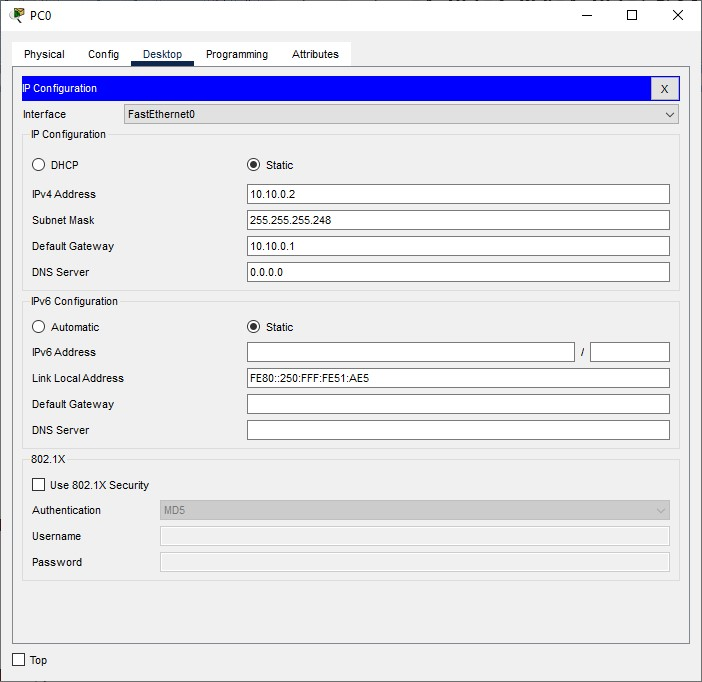 PC0
Physical Config Desktop Programming Attributes
IP Configuration X
Interface FastEthernet0
IP Configuration
DHCP Static
IPv4 Address 10.10.0.2
Subnet Mask 255.255.255.248
Default Gateway 10.10.0.1
DNS Server 0.0.0.0
IPv6 Configuration
Automatic Static
IPv6 Address /
Link Local Address FE80::250:FFF:FE51:AE5
Default Gateway
DNS Server
802.1X
Use 802.1X Security
Authentication MD5
Username
Password
Top